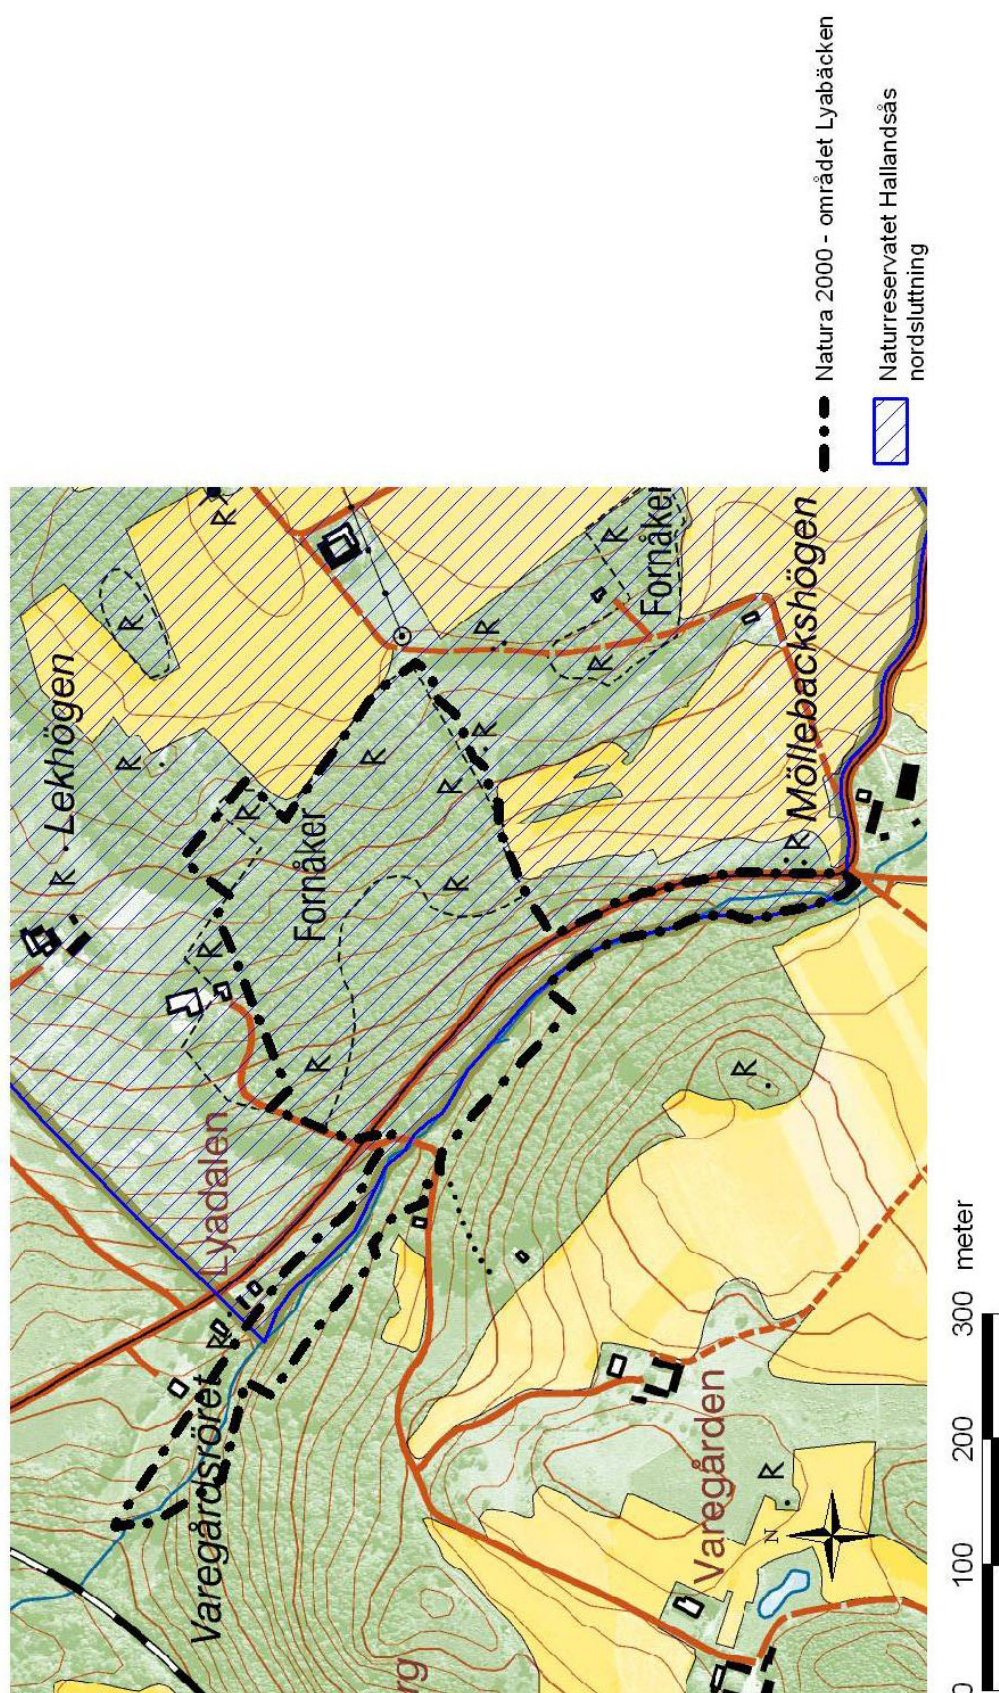 Natura 2000 - området Lyabäcken
Naturreservatet Hallandsås
nordsluttning
Lekhögen
R
R
R
R
R
R
Fornåker
R
R
R
R
R
R
R
R
Fornåker
Möllebackshögen
R
Lyadalen
R
Varegårdsröret
R
Varegården
R
N
rg
0
100
200
300
meter